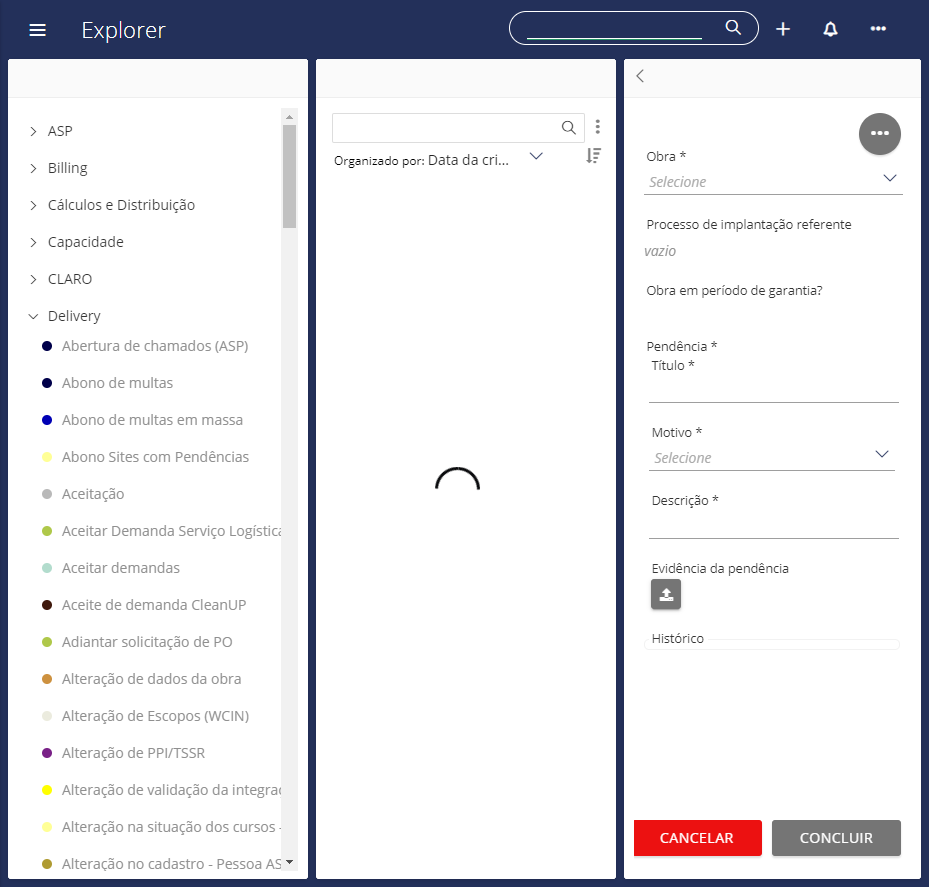 Explorer
ASP
Billing
Cálculos e Distribuição
Capacidade
CLARO
Delivery
Abertura de chamados (ASP)
Abono de multas
Abono de multas em massa
Abono Sites com Pendências
Aceitação
Aceitar Demanda Serviço Logística
Aceitar demandas
Aceite de demanda CleanUP
Adiantar solicitação de PO
Alteração de dados da obra
Alteração de Escopos (WCIN)
Alteração de PPI/TSSR
Alteração de validação da integra
Alteração na situação dos cursos -
Alteração no cadastro - Pessoa AS
Organizado por: Data da cri...
Obra *
Selecione
Processo de implantação referente
vazio
Obra em período de garantia?
Pendência *
Título *
Motivo *
Selecione
Descrição *
Evidência da pendência
Histórico
CANCELAR
CONCLUIR